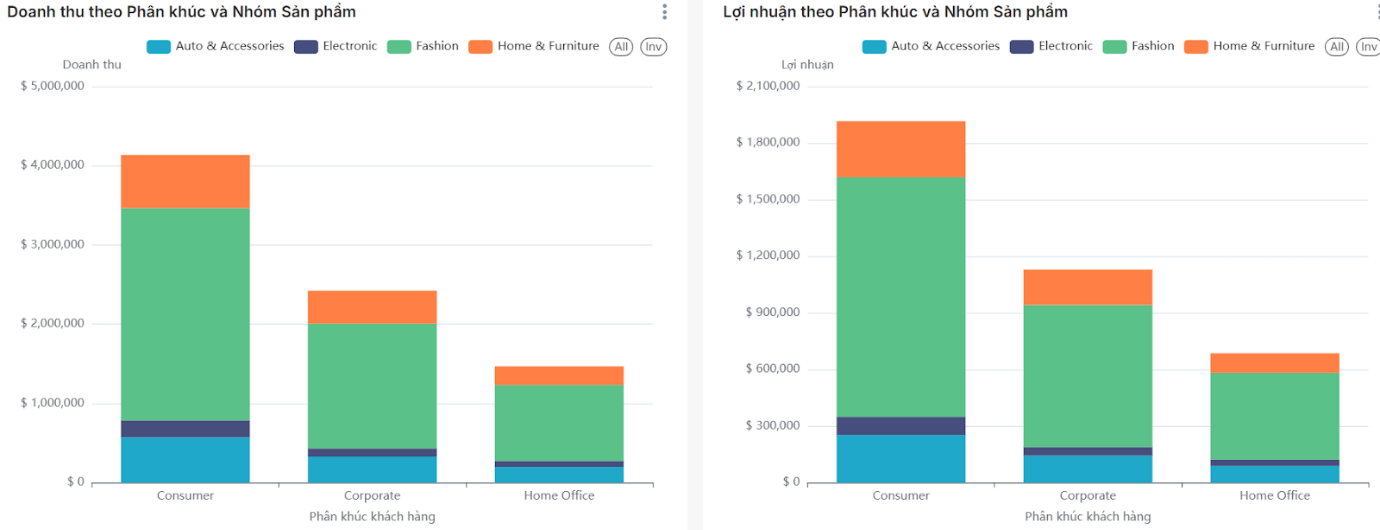 Doanh thu theo Phân khúc và Nhóm Sản phẩm
Auto & Accessories Electronic Fashion Home & Furniture All Inv
Doanh thu
$ 5,000,000
$ 4,000,000
$ 3,000,000
$ 2,000,000
$ 1,000,000
$ 0
Consumer Corporate Home Office
Phân khúc khách hàng
Lợi nhuận theo Phân khúc và Nhóm Sản phẩm
Auto & Accessories Electronic Fashion Home & Furniture All Inv
Lợi nhuận
$ 2,100,000
$ 1,800,000
$ 1,500,000
$ 1,200,000
$ 900,000
$ 600,000
$ 300,000
$ 0
Consumer Corporate Home Office
Phân khúc khách hàng